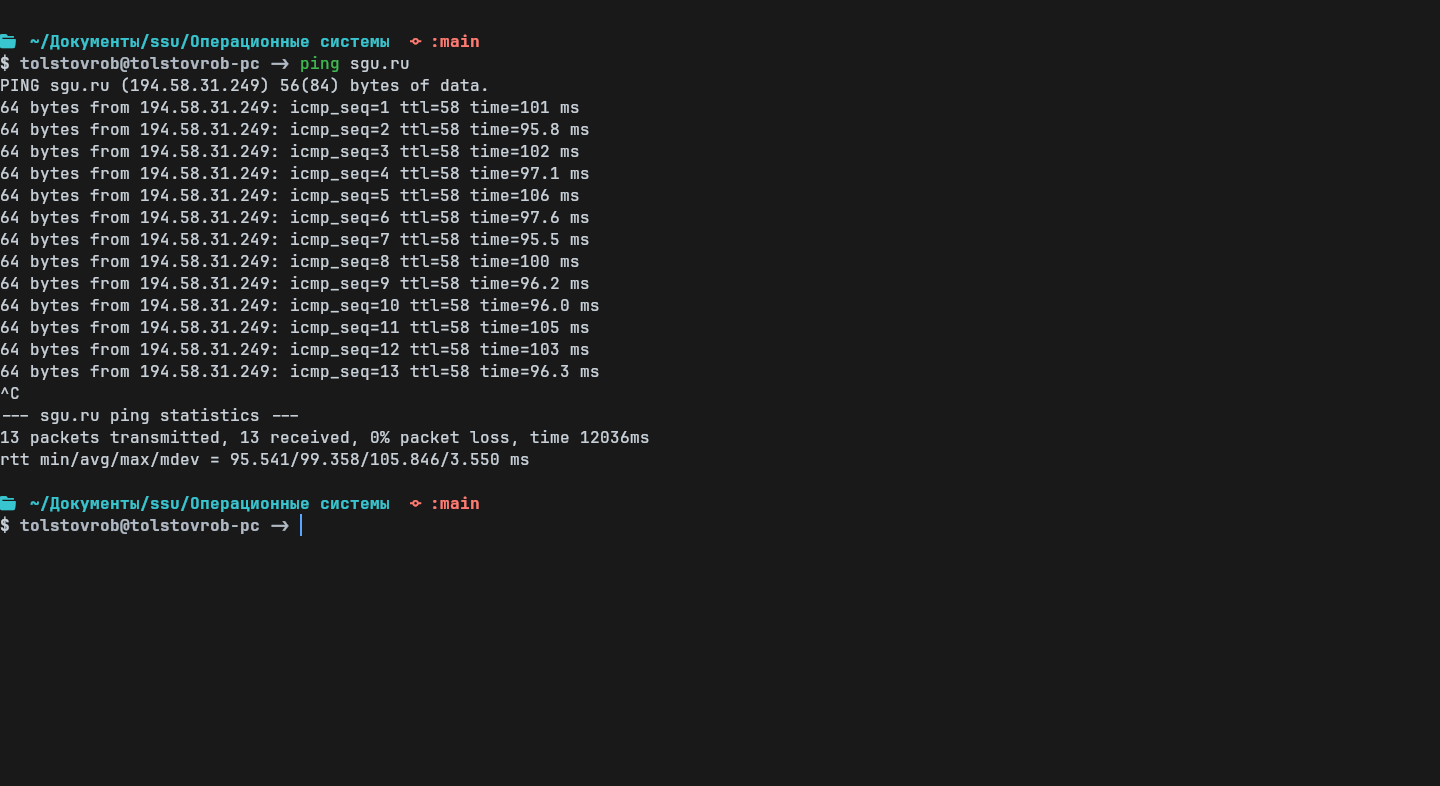 ~/Документы/ssu/Операционные системы :main
$ tolstovrob@tolstovrob-pc —> ping sgu.ru
PING sgu.ru (194.58.31.249) 56(84) bytes of data.
64 bytes from 194.58.31.249: icmp_seq=1 ttl=58 time=101 ms
64 bytes from 194.58.31.249: icmp_seq=2 ttl=58 time=95.8 ms
64 bytes from 194.58.31.249: icmp_seq=3 ttl=58 time=102 ms
64 bytes from 194.58.31.249: icmp_seq=4 ttl=58 time=97.1 ms
64 bytes from 194.58.31.249: icmp_seq=5 ttl=58 time=106 ms
64 bytes from 194.58.31.249: icmp_seq=6 ttl=58 time=97.6 ms
64 bytes from 194.58.31.249: icmp_seq=7 ttl=58 time=95.5 ms
64 bytes from 194.58.31.249: icmp_seq=8 ttl=58 time=100 ms
64 bytes from 194.58.31.249: icmp_seq=9 ttl=58 time=96.2 ms
64 bytes from 194.58.31.249: icmp_seq=10 ttl=58 time=96.0 ms
64 bytes from 194.58.31.249: icmp_seq=11 ttl=58 time=105 ms
64 bytes from 194.58.31.249: icmp_seq=12 ttl=58 time=103 ms
64 bytes from 194.58.31.249: icmp_seq=13 ttl=58 time=96.3 ms
^C
--- sgu.ru ping statistics ---
13 packets transmitted, 13 received, 0% packet loss, time 12036ms
rtt min/avg/max/mdev = 95.541/99.358/105.846/3.550 ms
~/Документы/ssu/Операционные системы :main
$ tolstovrob@tolstovrob-pc —>